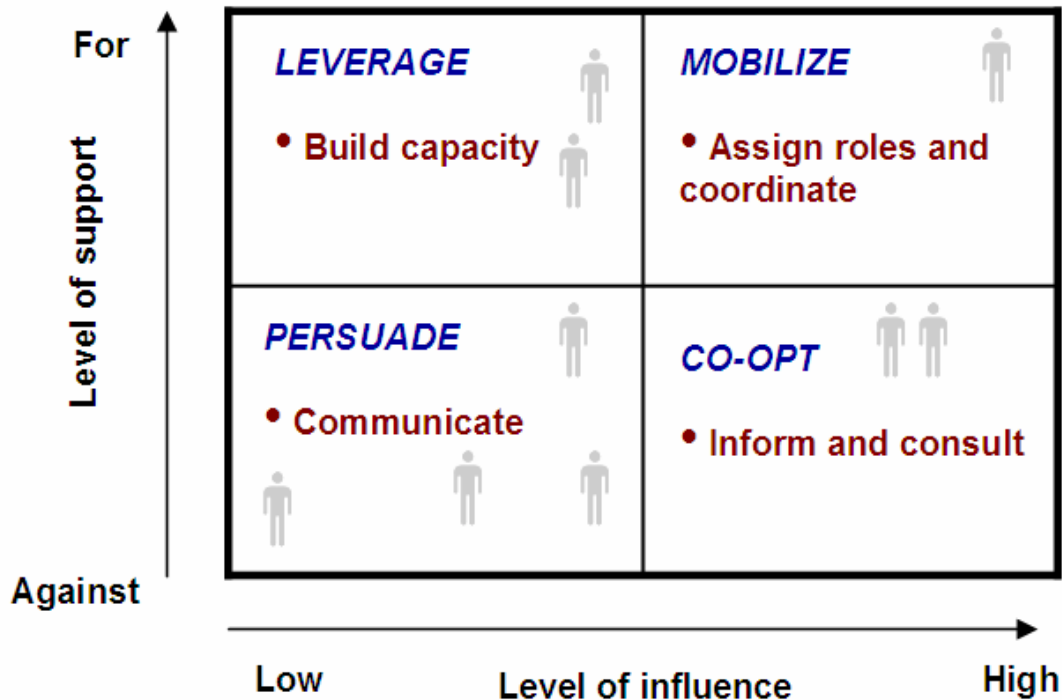 For
LEVERAGE
• Build capacity
MOBILIZE
• Assign roles and
coordinate
Level of support
PERSUADE
• Communicate
CO-OPT
• Inform and consult
Against
Low
Level of influence
High